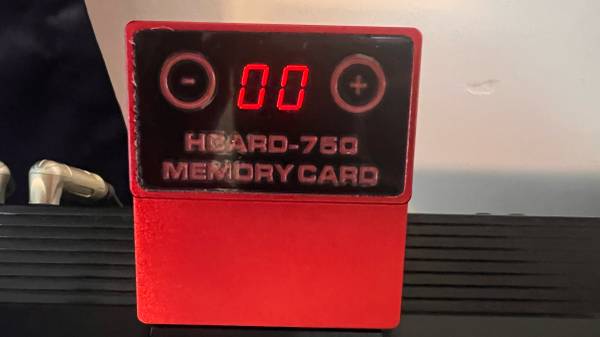 - 00 +
HCARD-750
MEMORY CARD